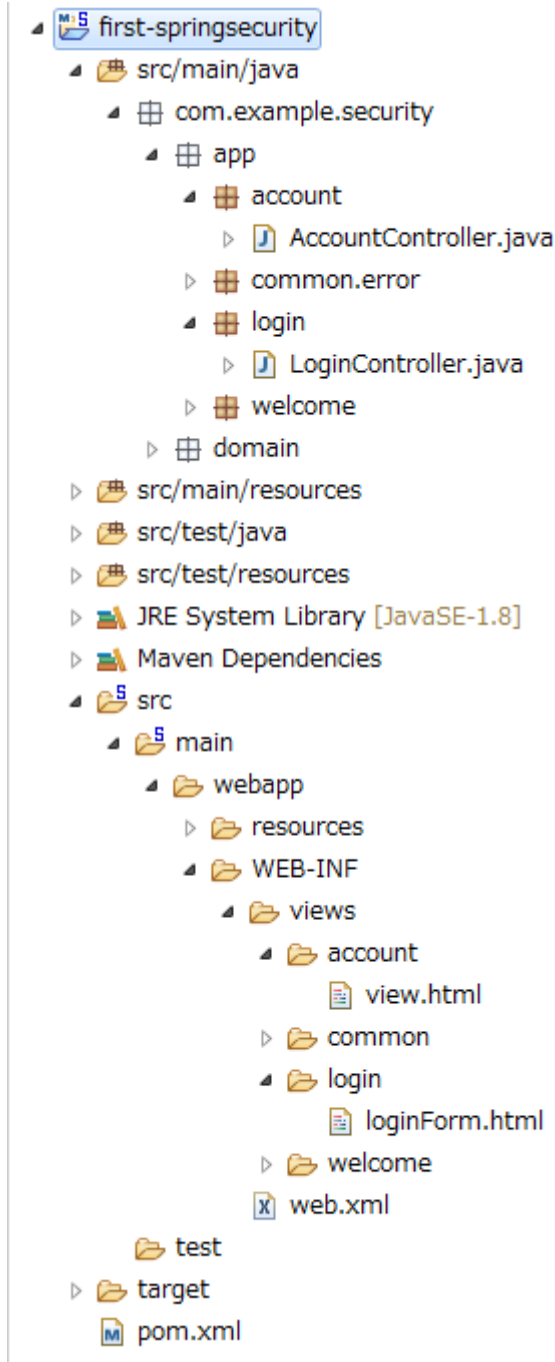 first-springsecurity
src/main/java
com.example.security
app
account
AccountController.java
common.error
login
LoginController.java
welcome
domain
src/main/resources
src/test/java
src/test/resources
JRE System Library [JavaSE-1.8]
Maven Dependencies
src
main
webapp
resources
WEB-INF
views
account
view.html
common
login
loginForm.html
welcome
web.xml
test
target
pom.xml